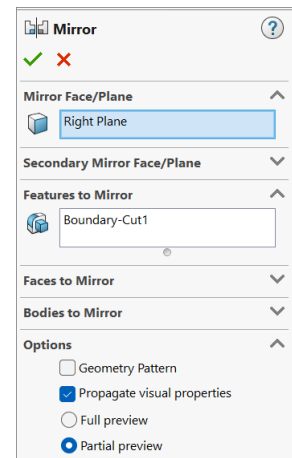 Mirror
?
Mirror Face/Plane
Right Plane
Secondary Mirror Face/Plane
Features to Mirror
Boundary-Cut1
Faces to Mirror
Bodies to Mirror
Options
Geometry Pattern
Propagate visual properties
Full preview
Partial preview